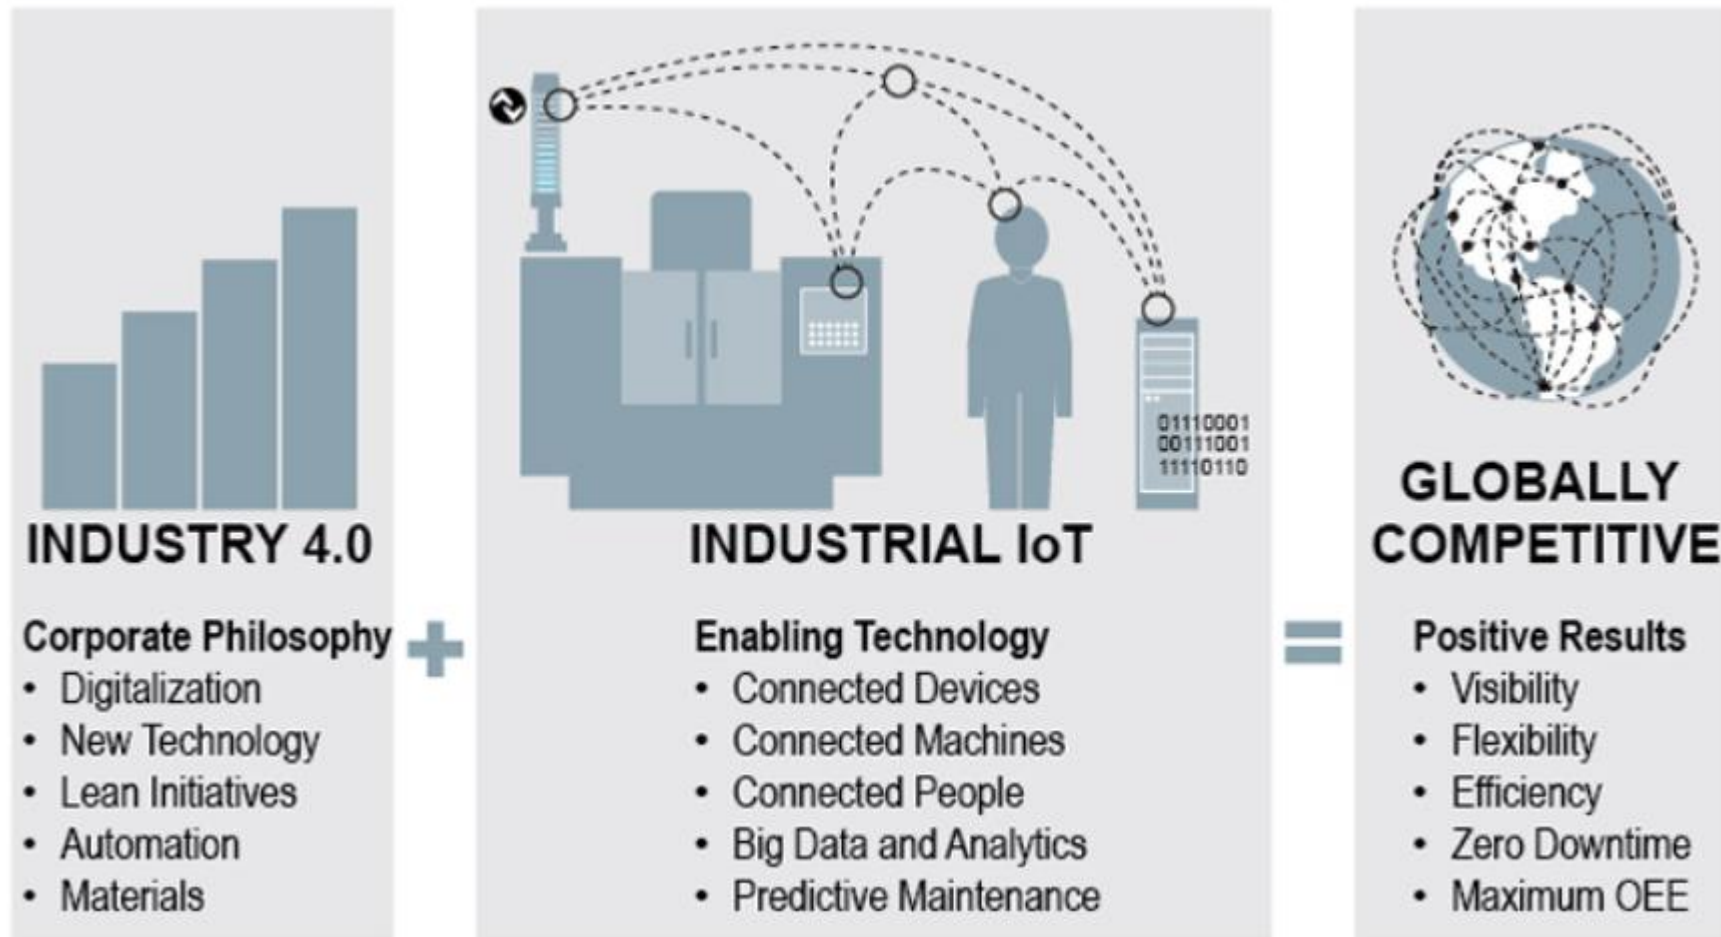 01110001
00111001
11110110
INDUSTRY 4.0
Corporate Philosophy
• Digitalization
• New Technology
• Lean Initiatives
• Automation
• Materials
+
INDUSTRIAL IoT
Enabling Technology
• Connected Devices
• Connected Machines
• Connected People
• Big Data and Analytics
• Predictive Maintenance
=
GLOBALLY
COMPETITIVE
Positive Results
• Visibility
• Flexibility
• Efficiency
• Zero Downtime
• Maximum OEE